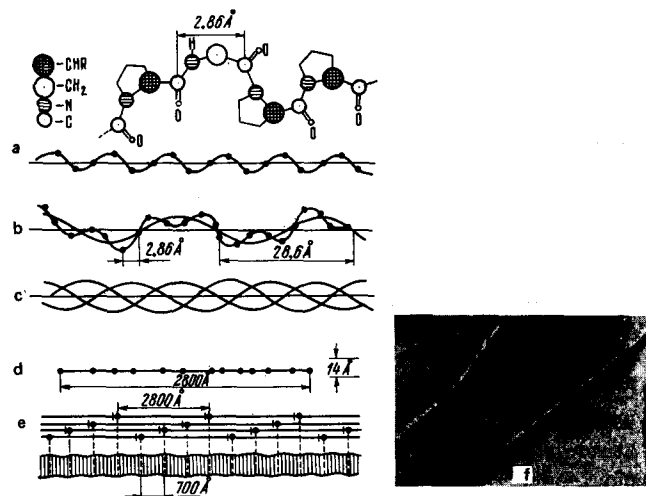 2.86Å
-CHR
-CH₂
-N
-C
H
O
O
O
O
O
a
b
2.86Å
28.6Å
c
d
2800Å
14Å
e
2800Å
700Å
f